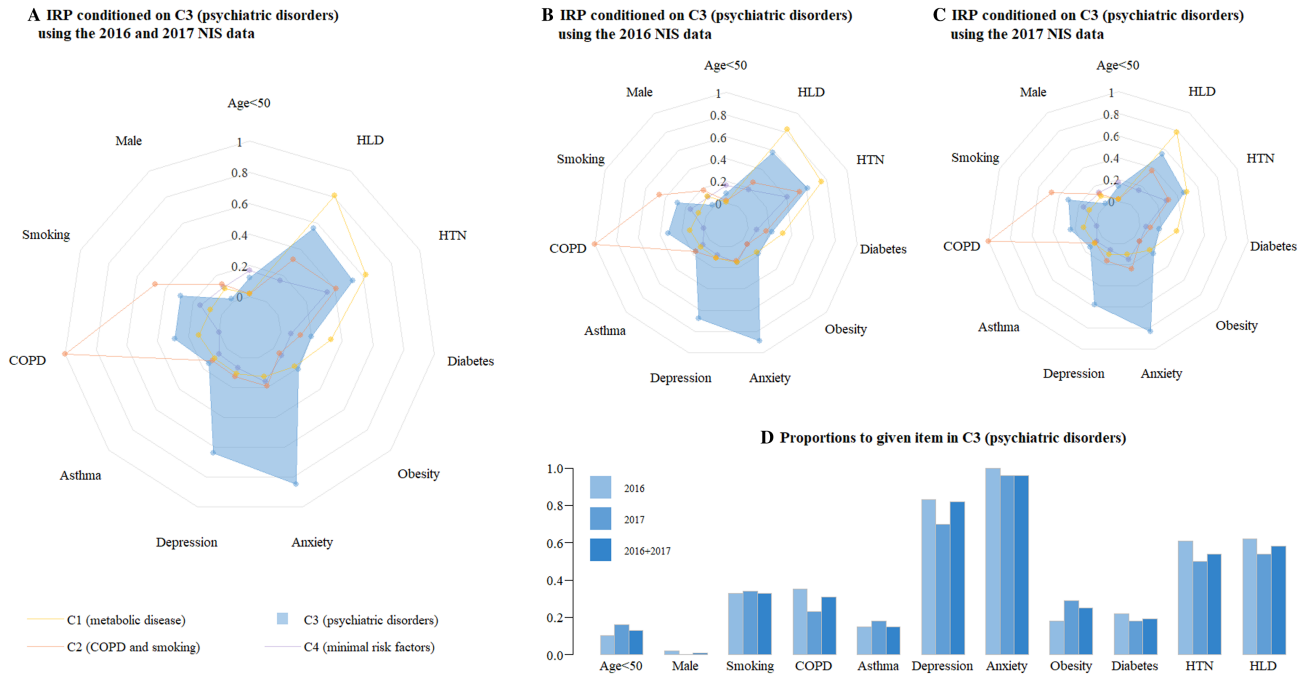 A IRP conditioned on C3 (psychiatric disorders)
using the 2016 and 2017 NIS data
Age<50
HLD
HTN
Diabetes
Obesity
Anxiety
Depression
Asthma
COPD
Smoking
Male
1
0.8
0.6
0.4
0.2
0
C1 (metabolic disease)
C2 (COPD and smoking)
C3 (psychiatric disorders)
C4 (minimal risk factors)
B IRP conditioned on C3 (psychiatric disorders)
using the 2016 NIS data
Age<50
HLD
HTN
Diabetes
Obesity
Anxiety
Depression
Asthma
COPD
Smoking
Male
1
0.8
0.6
0.4
0.2
0
C IRP conditioned on C3 (psychiatric disorders)
using the 2017 NIS data
Age<50
HLD
HTN
Diabetes
Obesity
Anxiety
Depression
Asthma
COPD
Smoking
Male
1
0.8
0.6
0.4
0.2
0
D Proportions to given item in C3 (psychiatric disorders)
1.0
0.8
0.6
0.4
0.2
0.0
2016
2017
2016+2017
Age<50 Male Smoking COPD Asthma Depression Anxiety Obesity Diabetes HTN HLD